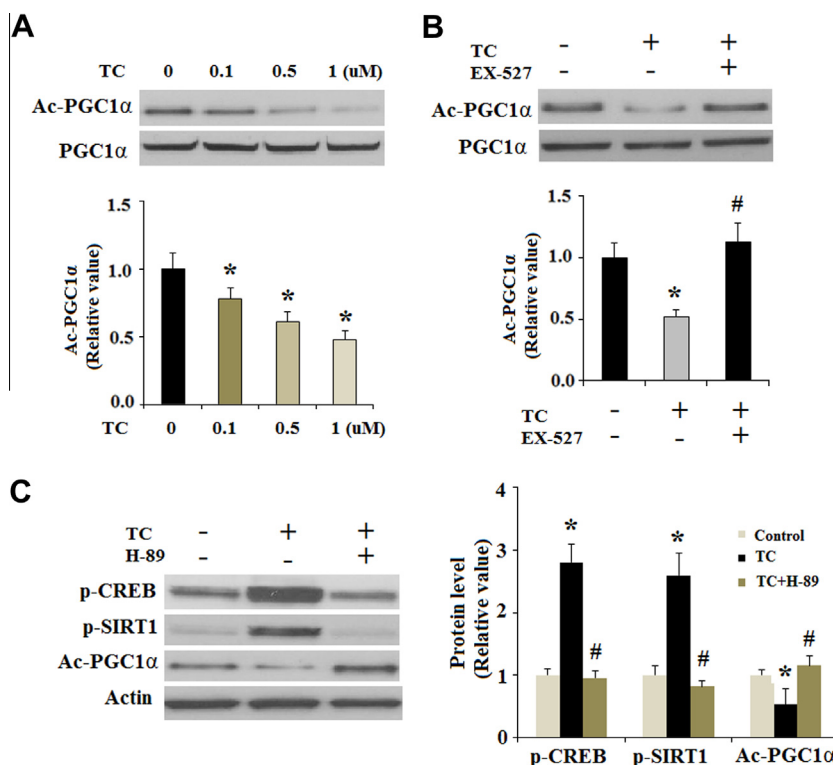 A
TC 0 0.1 0.5 1 (uM)
Ac-PGC1α
PGC1α
1.5
1.0
0.5
0.0
Ac-PGC1α
(Relative value)
* * *
TC 0 0.1 0.5 1 (uM)
B
TC - + +
EX-527 - - +
Ac-PGC1α
PGC1α
1.5
1.0
0.5
0.0
Ac-PGC1α
(Relative value)
* #
TC - + +
EX-527 - - +
C
TC - + +
H-89 - - +
p-CREB
p-SIRT1
Ac-PGC1α
Actin
4
3
2
1
0
Protein level
(Relative value)
* # * # * #
Control
TC
TC+H-89
p-CREB p-SIRT1 Ac-PGC1α